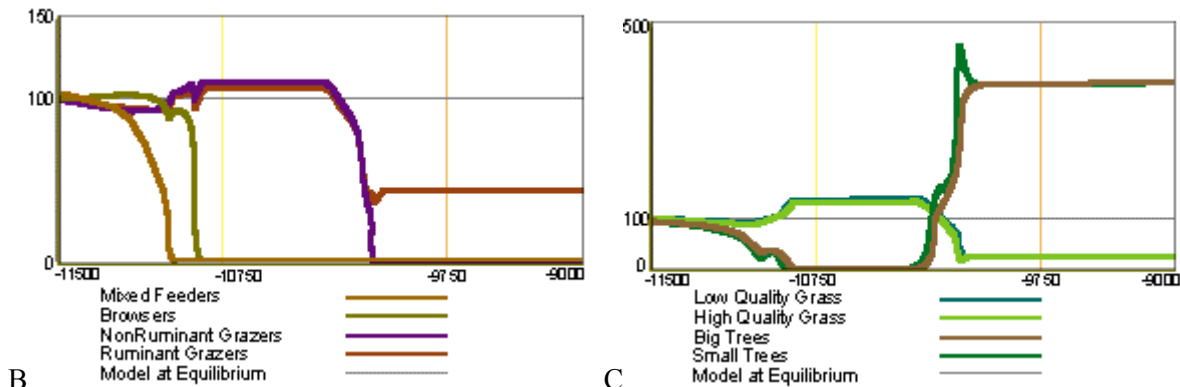 150
100
0
-11500
-10750
-9750
-9000
Mixed Feeders
Browsers
NonRuminant Grazers
Ruminant Grazers
Model at Equilibrium
B
500
100
0
-11500
-10750
-9750
-9000
Low Quality Grass
High Quality Grass
Big Trees
Small Trees
Model at Equilibrium
C